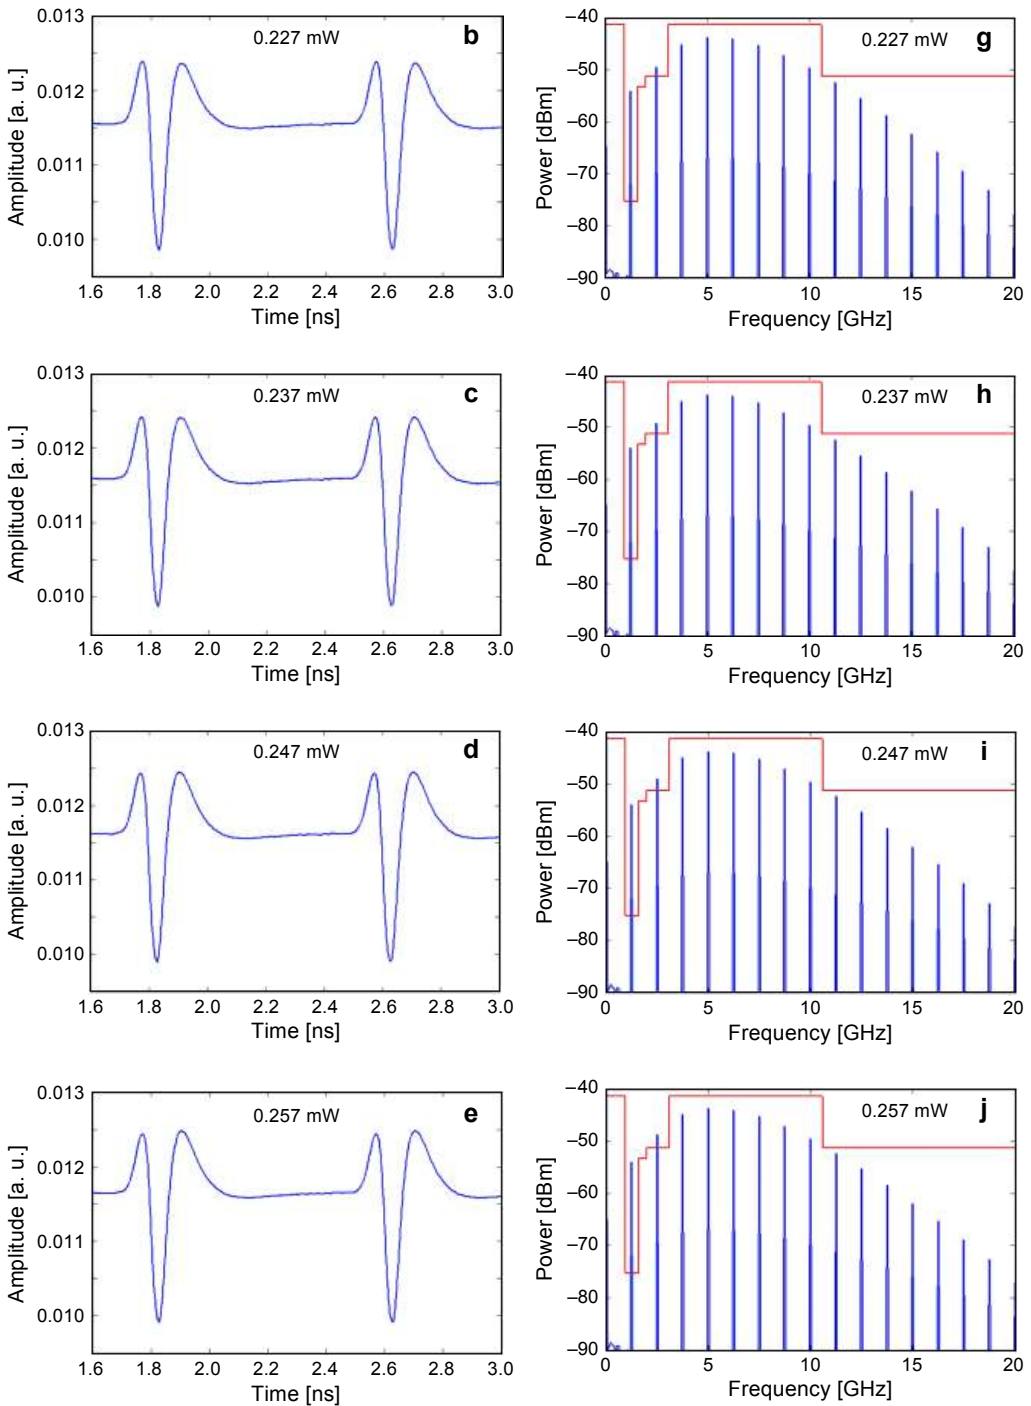 0.013
0.012
0.011
0.010
Amplitude [a. u.]
0.227 mW
b
1.6 1.8 2.0 2.2 2.4 2.6 2.8 3.0
Time [ns]
–40
–50
–60
–70
–80
–90
Power [dBm]
0.227 mW
g
0 5 10 15 20
Frequency [GHz]
0.013
0.012
0.011
0.010
Amplitude [a. u.]
0.237 mW
c
1.6 1.8 2.0 2.2 2.4 2.6 2.8 3.0
Time [ns]
–40
–50
–60
–70
–80
–90
Power [dBm]
0.237 mW
h
0 5 10 15 20
Frequency [GHz]
0.013
0.012
0.011
0.010
Amplitude [a. u.]
0.247 mW
d
1.6 1.8 2.0 2.2 2.4 2.6 2.8 3.0
Time [ns]
–40
–50
–60
–70
–80
–90
Power [dBm]
0.247 mW
i
0 5 10 15 20
Frequency [GHz]
0.013
0.012
0.011
0.010
Amplitude [a. u.]
0.257 mW
e
1.6 1.8 2.0 2.2 2.4 2.6 2.8 3.0
Time [ns]
–40
–50
–60
–70
–80
–90
Power [dBm]
0.257 mW
j
0 5 10 15 20
Frequency [GHz]